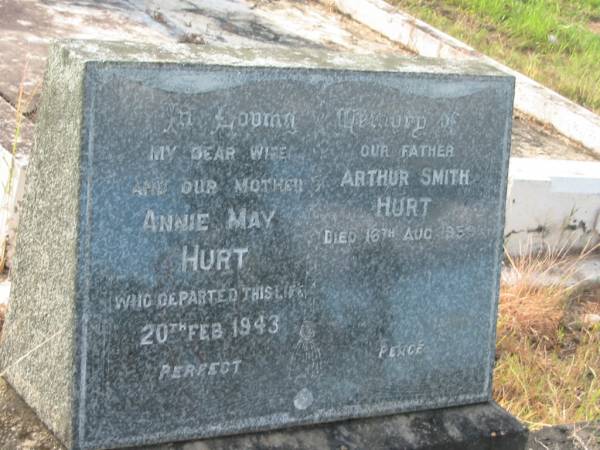 In Loving Memory of
MY DEAR WIFE
AND OUR MOTHER
ANNIE MAY
HURT
WHO DEPARTED THIS LIFE
20TH FEB 1943
PERFECT
OUR FATHER
ARTHUR SMITH
HURT
DIED 16TH AUG 1959
PEACE